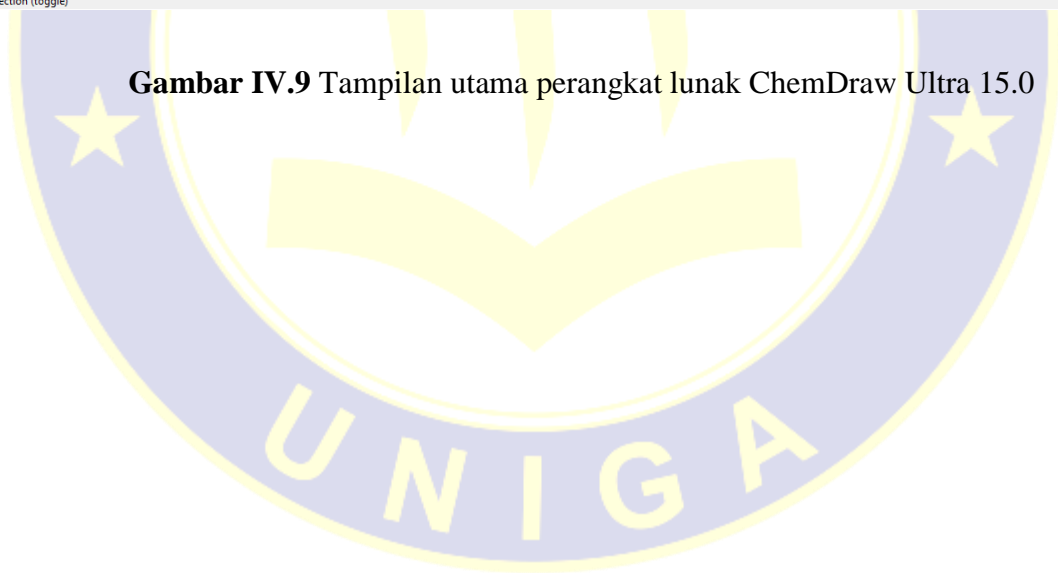 ection (toggle)
Gambar IV.9 Tampilan utama perangkat lunak ChemDraw Ultra 15.0
UNIGA